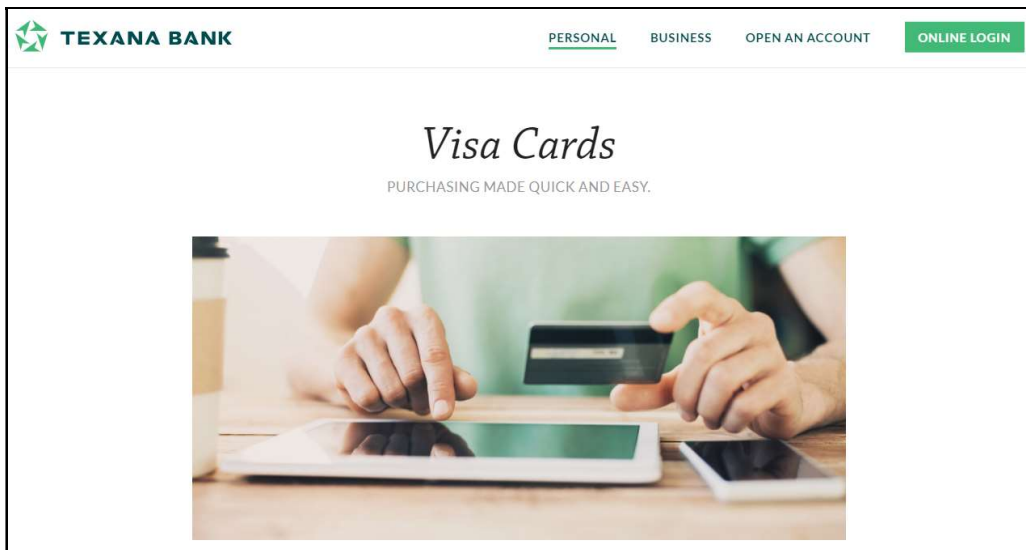 TEXANA BANK
PERSONAL BUSINESS OPEN AN ACCOUNT ONLINE LOGIN
Visa Cards
PURCHASING MADE QUICK AND EASY.